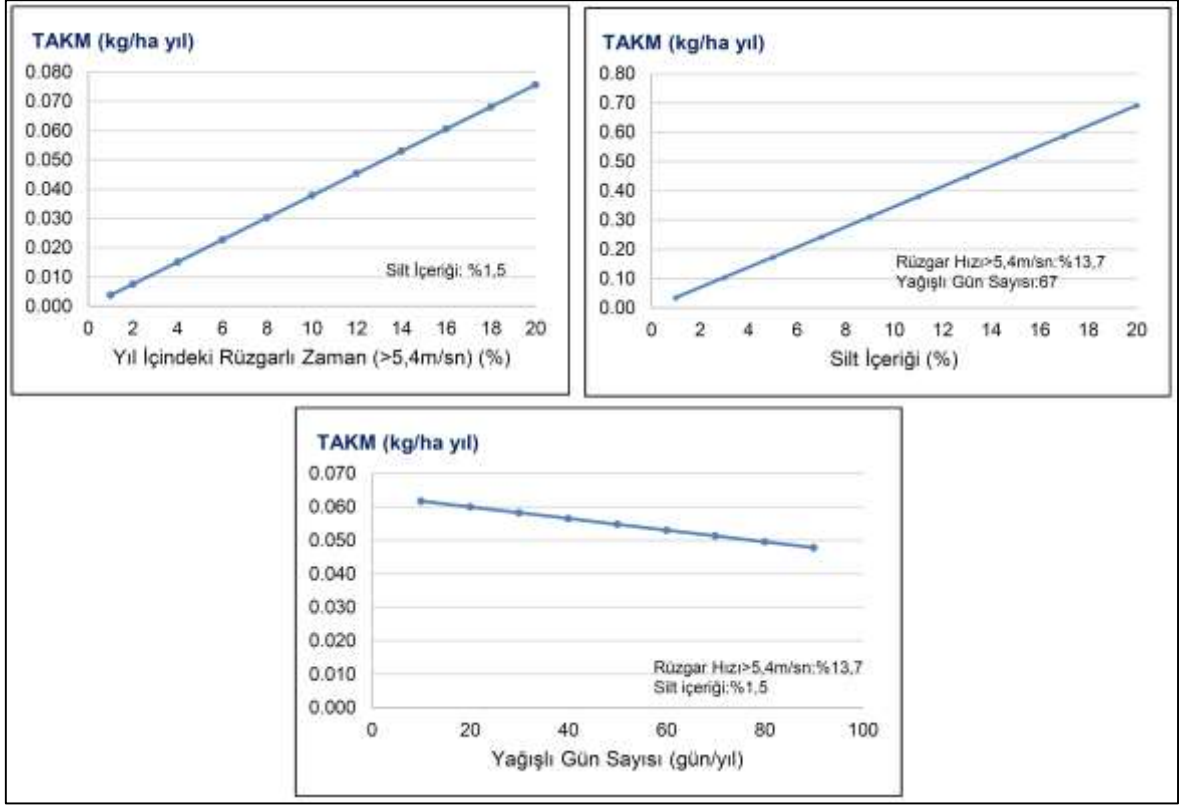 TAKM (kg/ha yıl)
0.080
0.070
0.060
0.050
0.040
0.030
0.020
0.010
0.000
Silt İçeriği: %1,5
0 2 4 6 8 10 12 14 16 18 20
Yıl İçindeki Rüzgarlı Zaman (>5,4m/sn) (%)
TAKM (kg/ha yıl)
0.80
0.70
0.60
0.50
0.40
0.30
0.20
0.10
0.00
Rüzgar Hızı>5,4m/sn:%13,7
Yağışlı Gün Sayısı:67
0 2 4 6 8 10 12 14 16 18 20
Silt İçeriği (%)
TAKM (kg/ha yıl)
0.070
0.060
0.050
0.040
0.030
0.020
0.010
0.000
Rüzgar Hızı>5,4m/sn:%13,7
Silt içeriği:%1,5
0 20 40 60 80 100
Yağışlı Gün Sayısı (gün/yıl)